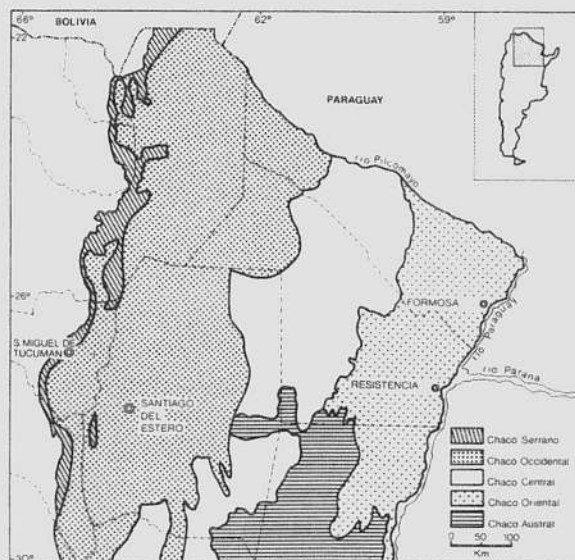 66°
62°
59°
22°
BOLIVIA
PARAGUAY
río Pilcomayo
26°
FORMOSA
río Paraguay
S MIGUEL DE
TUCUMAN
río Parana
RESISTENCIA
SANTIAGO
DEL
ESTERO
Chaco Serrano
Chaco Occidental
Chaco Central
Chaco Oriental
Chaco Austral
0 50 100
Km
30°